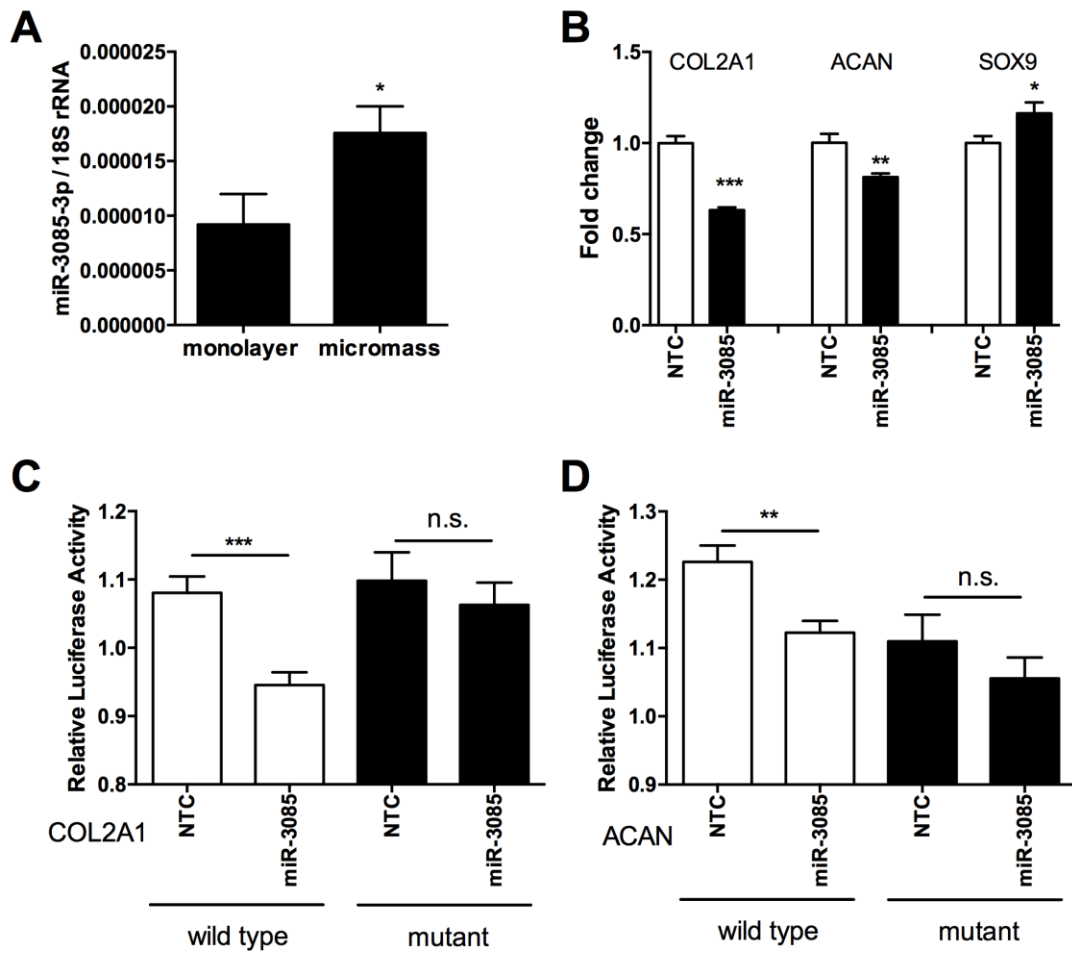 A
miR-3085-3p / 18S rRNA
0.000025
0.000020
0.000015
0.000010
0.000005
0.000000
*
monolayer micromass
B
Fold change
1.5
1.0
0.5
0.0
COL2A1 ACAN SOX9
*** ** *
NTC miR-3085 NTC miR-3085 NTC miR-3085
C
Relative Luciferase Activity
1.2
1.1
1.0
0.9
0.8
*** n.s.
COL2A1 NTC miR-3085 NTC miR-3085
wild type mutant
D
Relative Luciferase Activity
1.3
1.2
1.1
1.0
0.9
** n.s.
ACAN NTC miR-3085 NTC miR-3085
wild type mutant